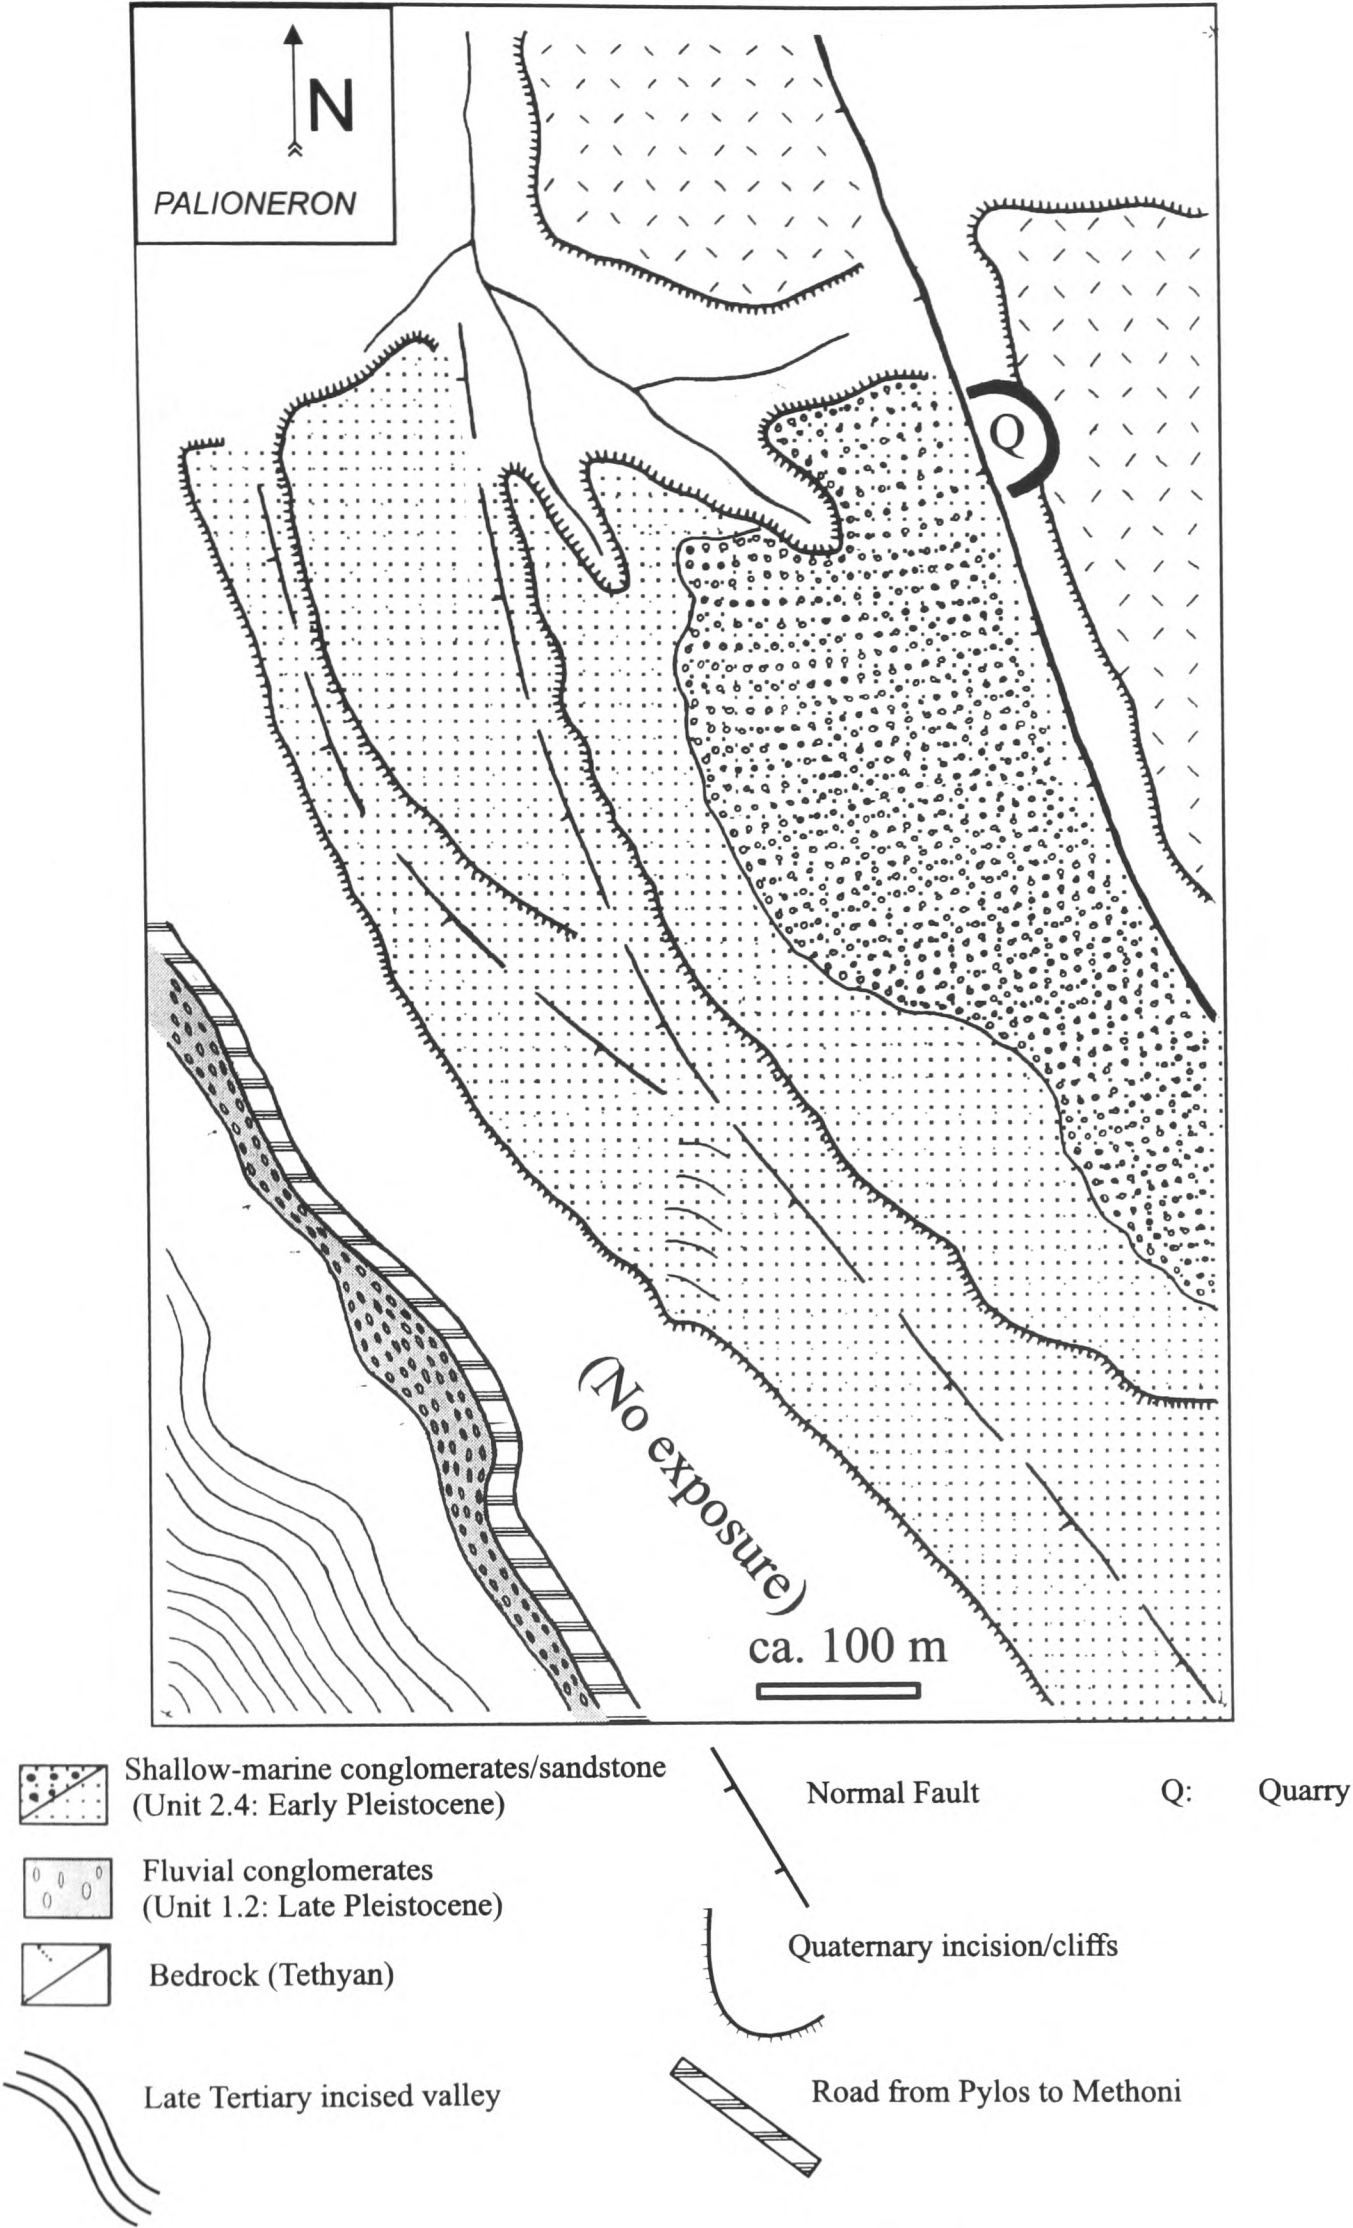 N
PALIONERON
Q
(No exposure)
ca. 100 m
Shallow-marine conglomerates/sandstone
(Unit 2.4: Early Pleistocene)
Fluvial conglomerates
(Unit 1.2: Late Pleistocene)
Bedrock (Tethyan)
Late Tertiary incised valley
Normal Fault
Q: Quarry
Quaternary incision/cliffs
Road from Pylos to Methoni